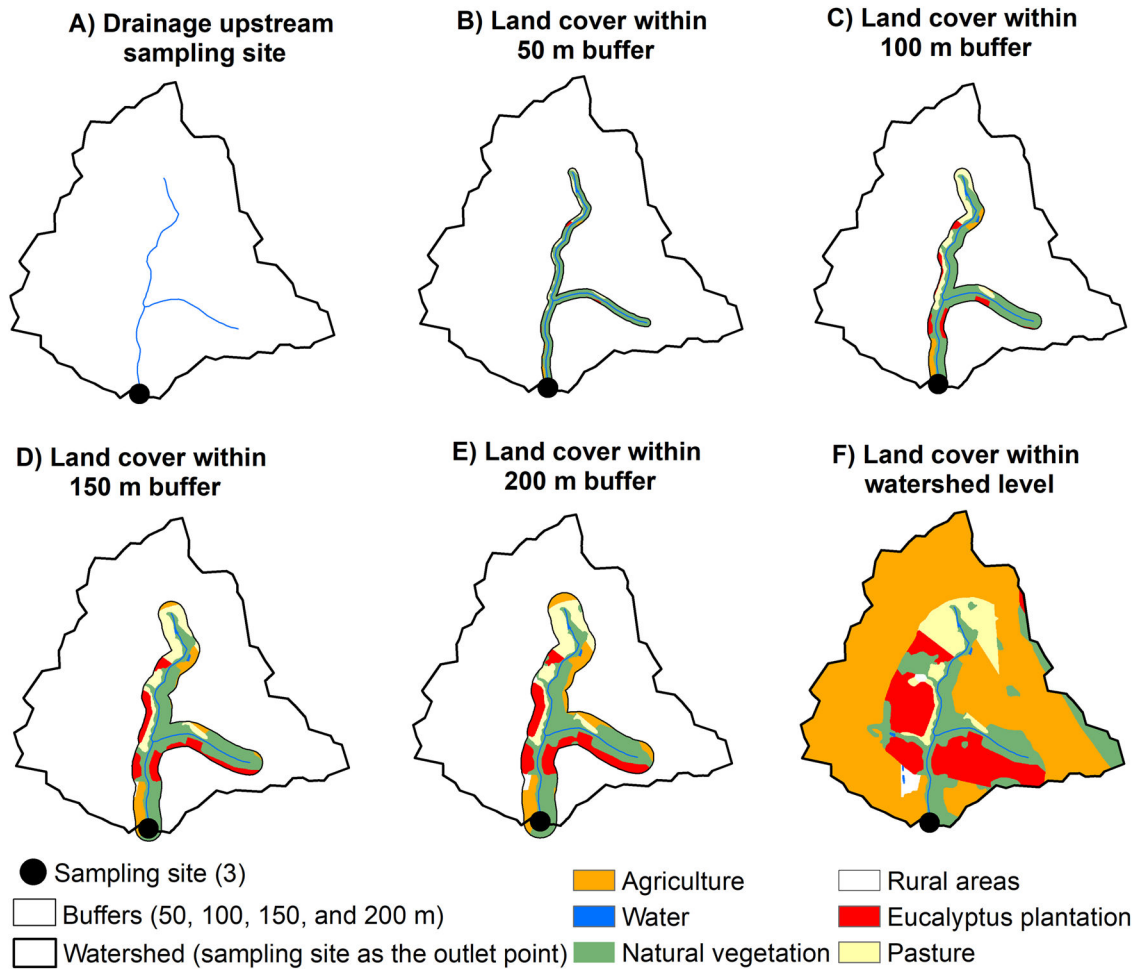 A) Drainage upstream
sampling site
B) Land cover within
50 m buffer
C) Land cover within
100 m buffer
D) Land cover within
150 m buffer
E) Land cover within
200 m buffer
F) Land cover within
watershed level
Sampling site (3)
Buffers (50, 100, 150, and 200 m)
Watershed (sampling site as the outlet point)
Agriculture
Water
Natural vegetation
Rural areas
Eucalyptus plantation
Pasture